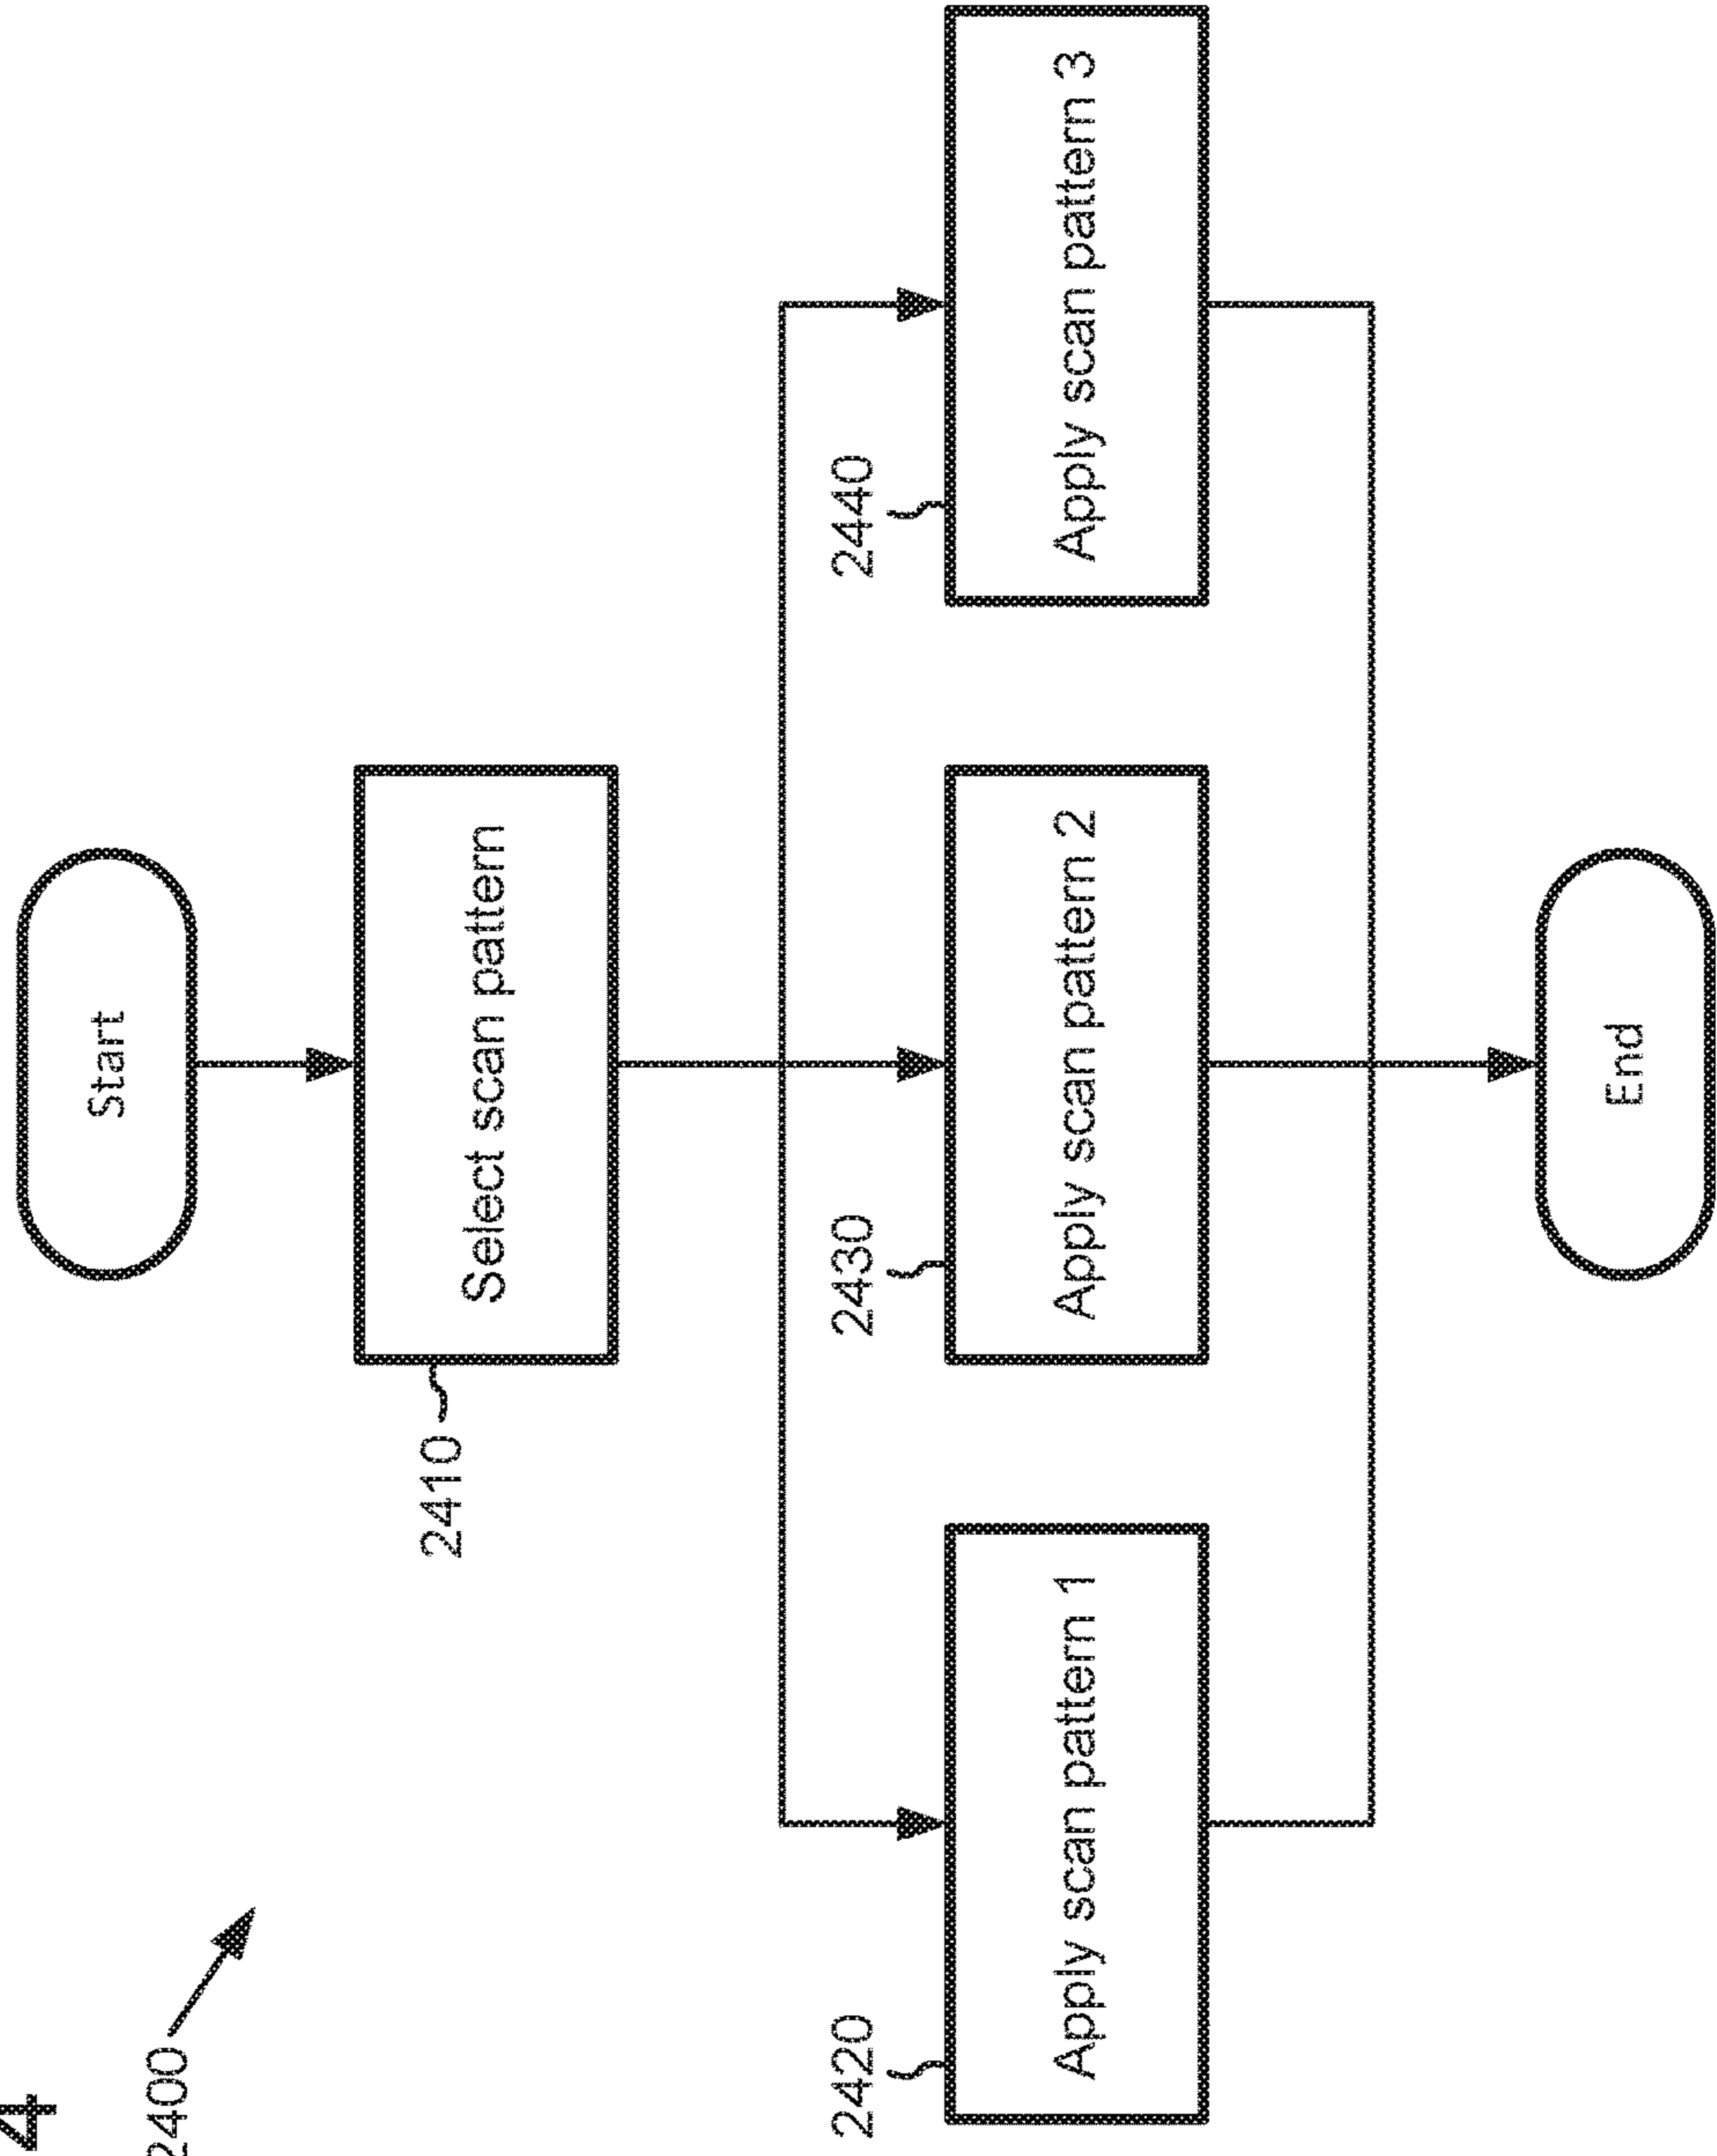 4
2400
Start
2410
Select scan pattern
2420
2430
2440
Apply scan pattern 1
Apply scan pattern 2
Apply scan pattern 3
End